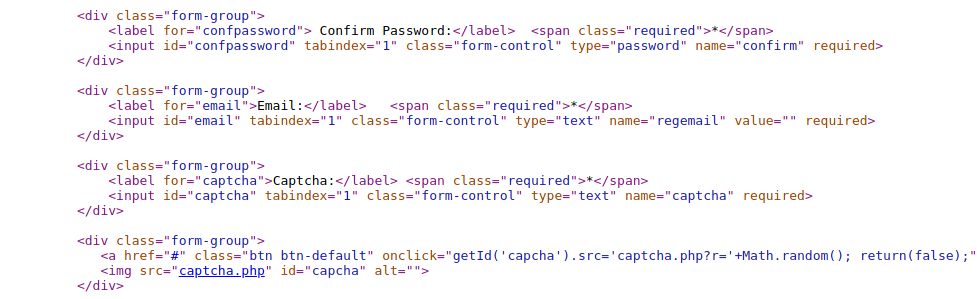 <div class="form-group">
<label for="confpassword"> Confirm Password:</label> <span class="required">*</span>
<input id="confpassword" tabindex="1" class="form-control" type="password" name="confirm" required>
</div>
<div class="form-group">
<label for="email">Email:</label> <span class="required">*</span>
<input id="email" tabindex="1" class="form-control" type="text" name="regemail" value="" required>
</div>
<div class="form-group">
<label for="captcha">Captcha:</label> <span class="required">*</span>
<input id="captcha" tabindex="1" class="form-control" type="text" name="captcha" required>
</div>
<div class="form-group">
<a href="#" class="btn btn-default" onclick="getId('capcha').src='captcha.php?r='+Math.random(); return(false);"
<img src="captcha.php" id="capcha" alt="">
</div>